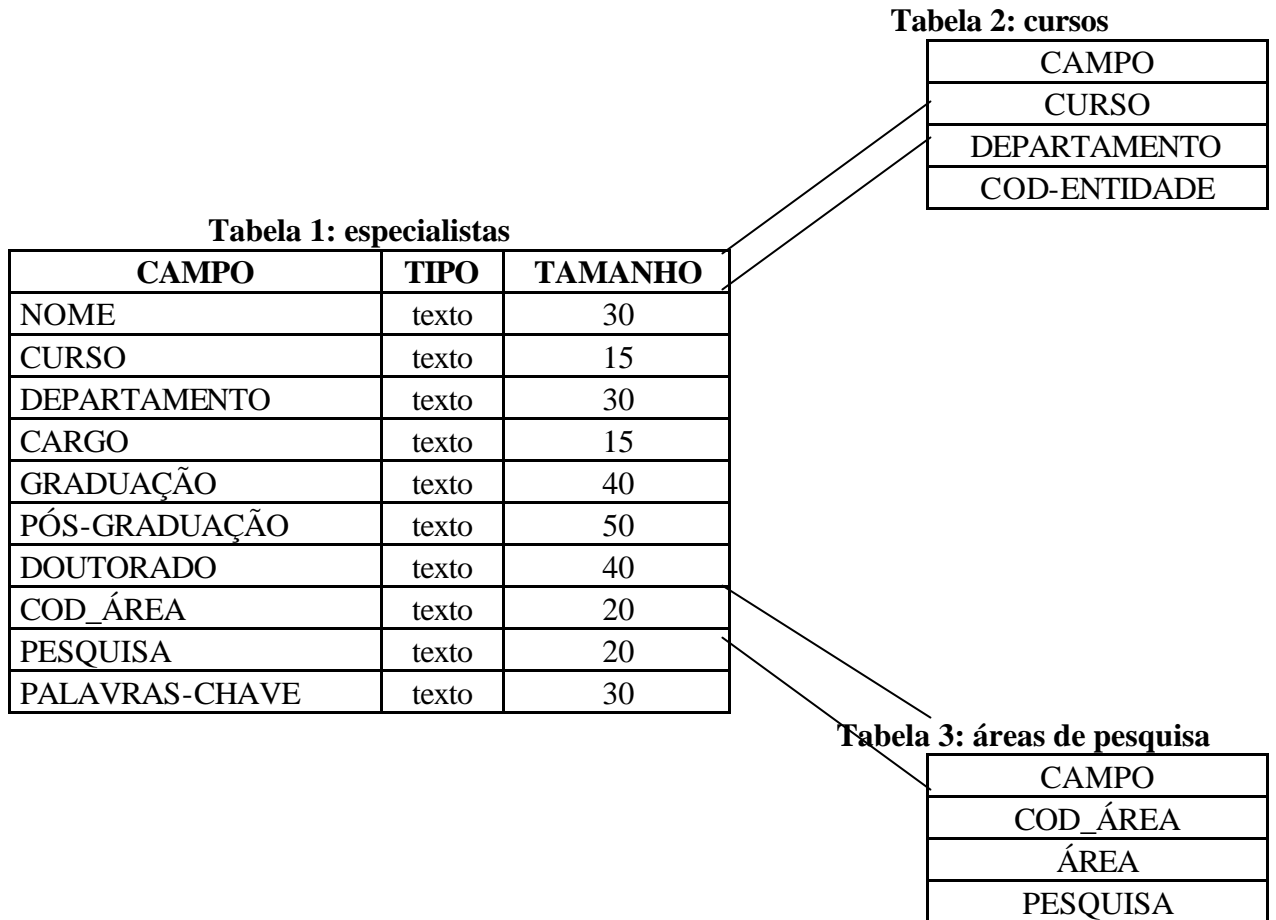 Tabela 2: cursos
CAMPO
CURSO
DEPARTAMENTO
COD-ENTIDADE
Tabela 1: especialistas
CAMPO TIPO TAMANHO
NOME texto 30
CURSO texto 15
DEPARTAMENTO texto 30
CARGO texto 15
GRADUAÇÃO texto 40
PÓS-GRADUAÇÃO texto 50
DOUTORADO texto 40
COD_ÁREA texto 20
PESQUISA texto 20
PALAVRAS-CHAVE texto 30
Tabela 3: áreas de pesquisa
CAMPO
COD_ÁREA
ÁREA
PESQUISA